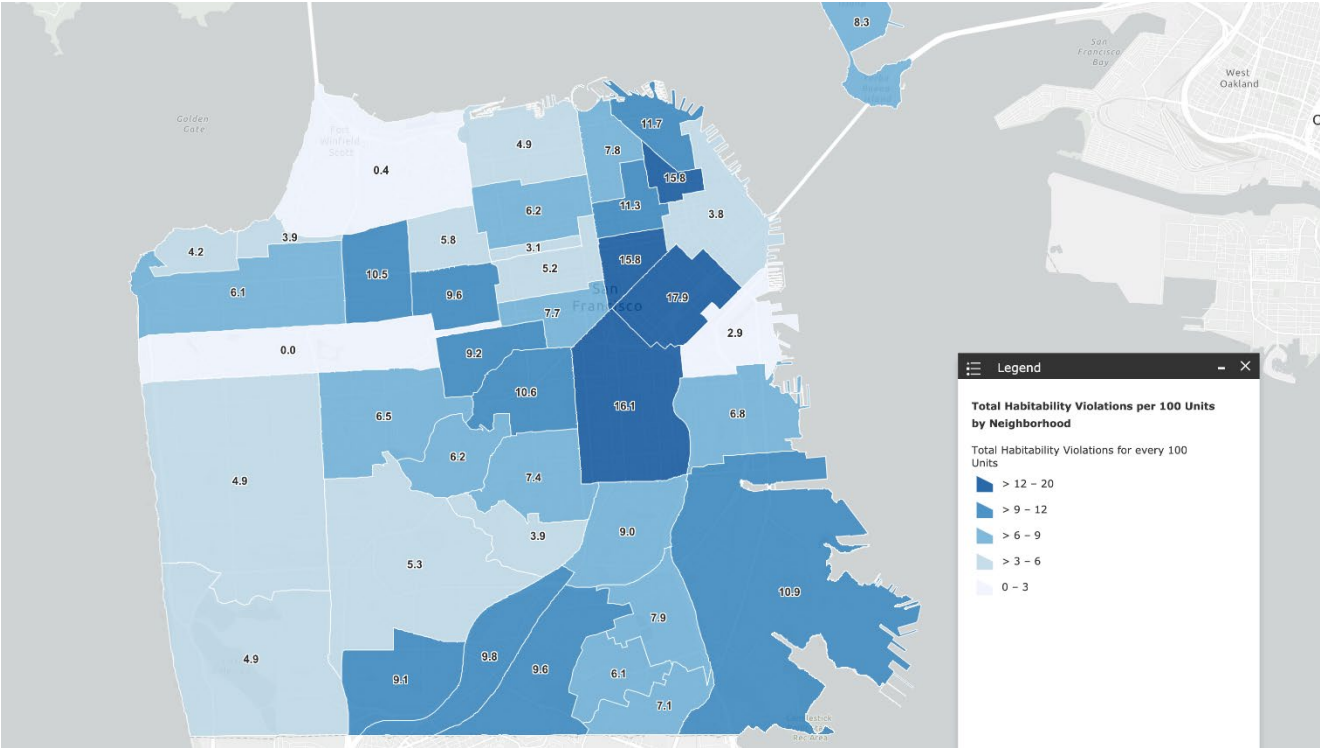 8.3
San
Francisco
Bay
West
Oakland
Golden
Gate
Fort
Winfield
Scott
11.7
4.9
7.8
0.4
15.8
6.2
11.3
3.8
3.9
5.8
4.2
3.1
15.8
5.2
10.5
6.1
9.6
San
Francisco
17.9
7.7
2.9
0.0
9.2
10.6
16.1
6.5
6.8
6.2
7.4
4.9
9.0
3.9
5.3
10.9
7.9
4.9
9.8
9.6
6.1
9.1
7.1
Rec Area
Legend
Total Habitability Violations per 100 Units
by Neighborhood
Total Habitability Violations for every 100
Units
> 12 – 20
> 9 – 12
> 6 – 9
> 3 – 6
0 – 3